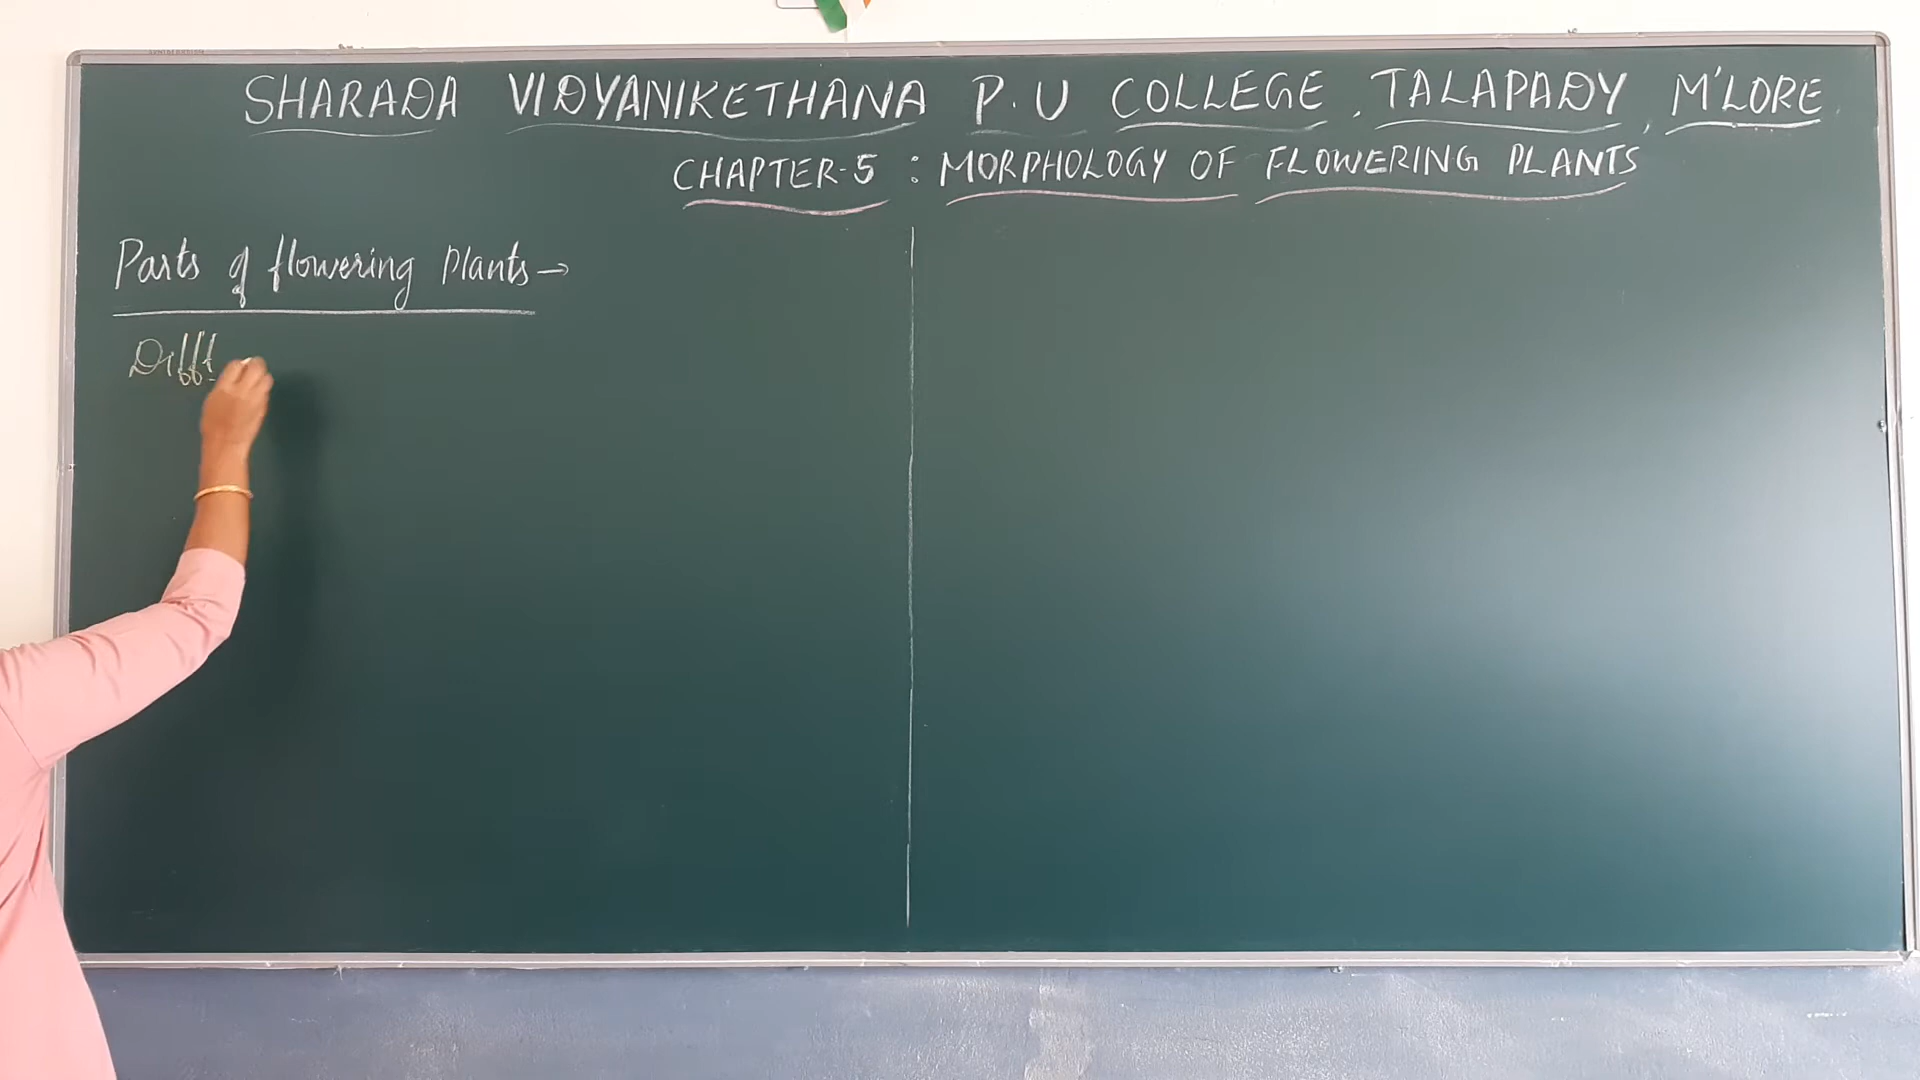 SHARADA VIDYANIKETHANA P.U COLLEGE, TALAPADY, M'LORE
CHAPTER-5 : MORPHOLOGY OF FLOWERING PLANTS
Parts of flowering plants →
Difft